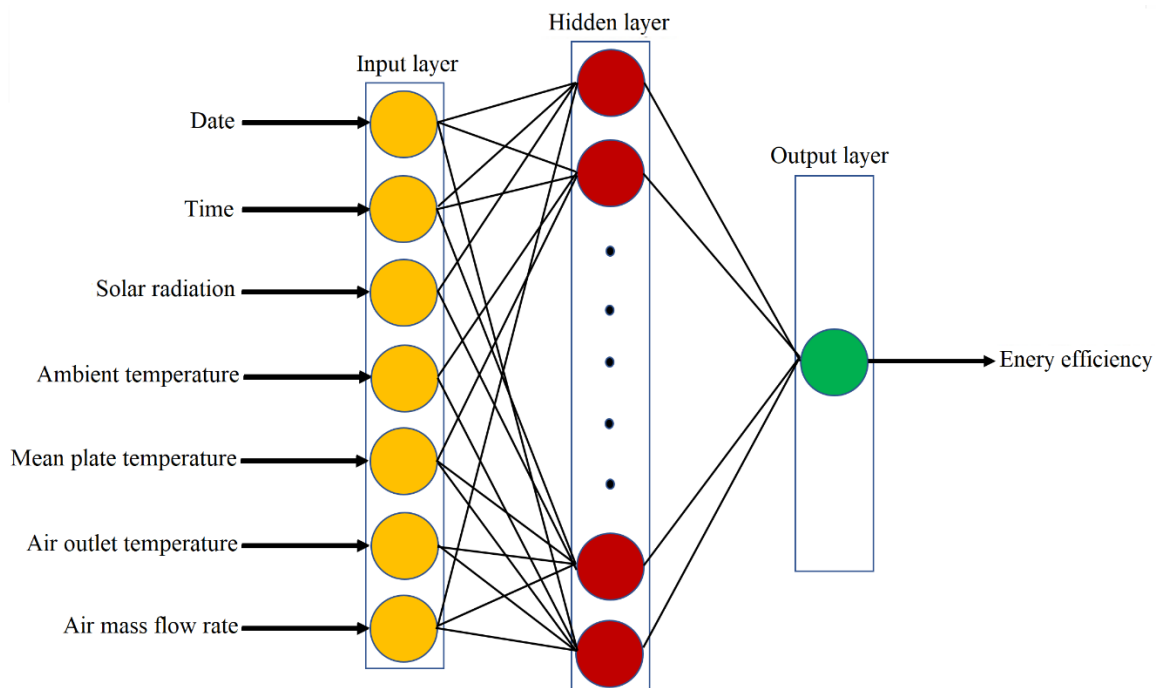 Hidden layer
Input layer
Date
Output layer
Time
Solar radiation
Ambient temperature
Enery efficiency
Mean plate temperature
Air outlet temperature
Air mass flow rate